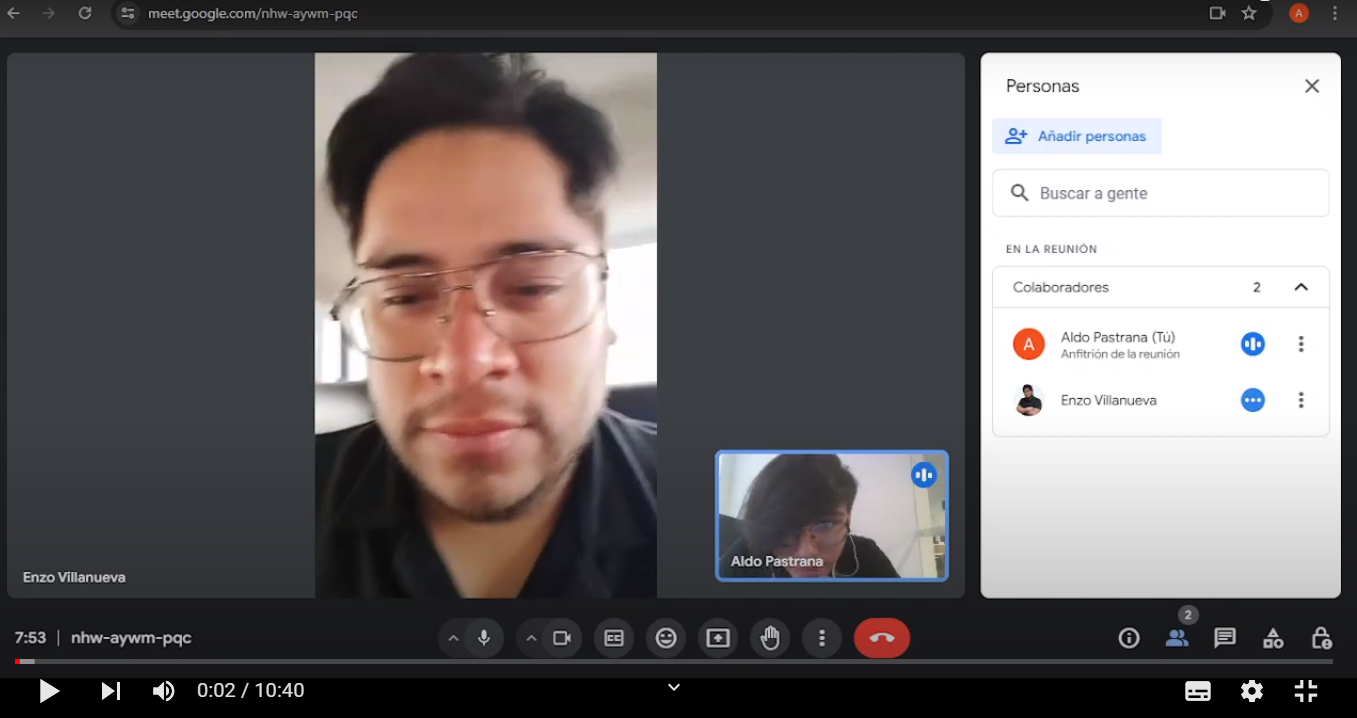 meet.google.com/nhw-aywm-pqc
A
Personas
Añadir personas
Buscar a gente
EN LA REUNIÓN
Colaboradores 2
A
Aldo Pastrana (Tú)
Anfitrión de la reunión
Enzo Villanueva
Aldo Pastrana
Enzo Villanueva
2
7:53 | nhw-aywm-pqc
CC
0:02 / 10:40